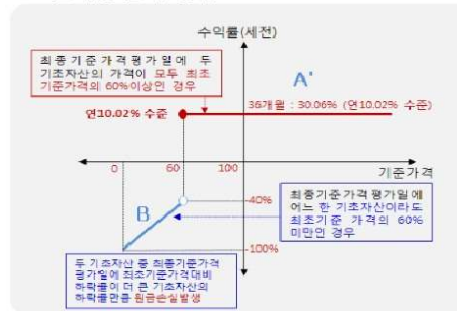 수익률(세전)
최종기준가격평가일에 두
기초자산의 가격이 모두 최초
기준가격의 60%이상인 경우
A'
36개월 : 30.06% (연10.02% 수준)
연10.02% 수준
0 60 100
기준가격
-40%
B
최종기준가격평가일에
어느 한 기초자산이라도
최초기준 가격의 60%
미만인 경우
-100%
두 기초자산 중 최종기준가격
평가일에 최초기준가격대비
하락률이 더 큰 기초자산의
하락률만큼 원금손실발생